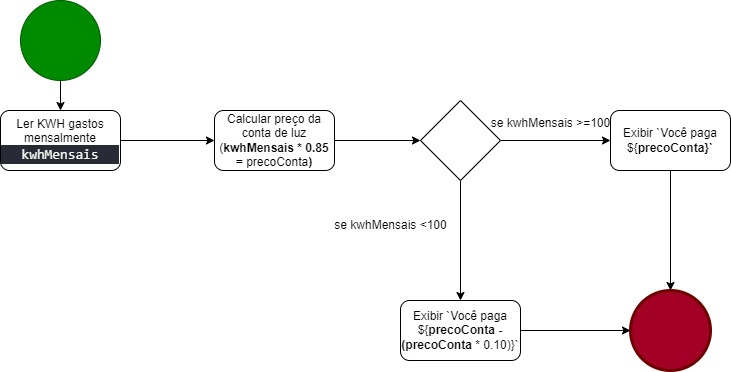 Ler KWH gastos
mensalmente
kwhMensais
Calcular preço da
conta de luz
(kwhMensais * 0.85
= precoConta)
se kwhMensais >=100
Exibir `Você paga
${precoConta}`
se kwhMensais <100
Exibir `Você paga
${precoConta -
(precoConta * 0.10)}`